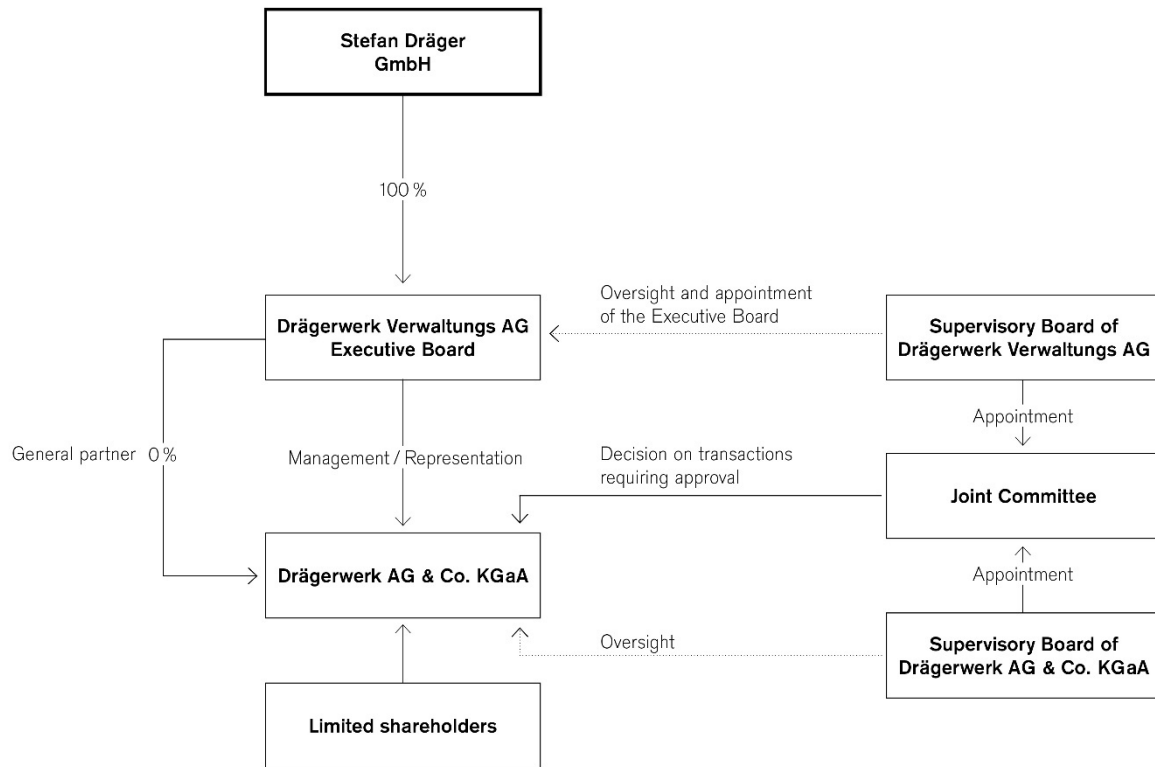 Stefan Dräger
GmbH
100 %
Drägerwerk Verwaltungs AG
Executive Board
Oversight and appointment
of the Executive Board
Supervisory Board of
Drägerwerk Verwaltungs AG
Appointment
General partner 0 %
Management / Representation
Decision on transactions
requiring approval
Joint Committee
Drägerwerk AG & Co. KGaA
Appointment
Oversight
Supervisory Board of
Drägerwerk AG & Co. KGaA
Limited shareholders